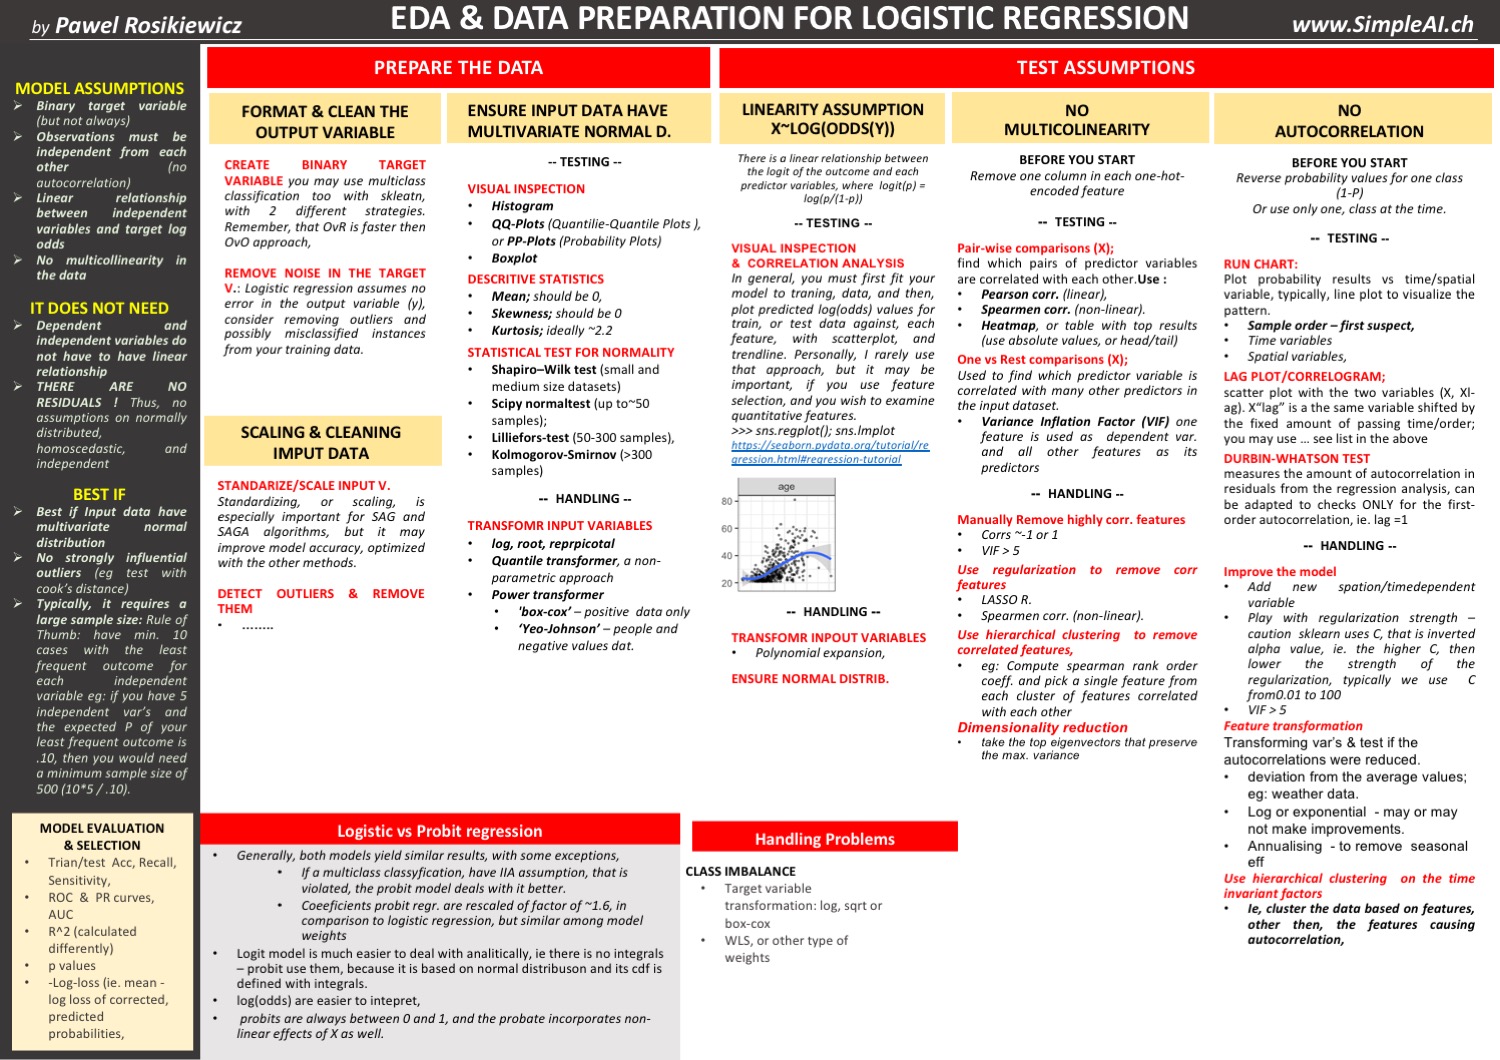 by Pawel Rosikiewicz
EDA & DATA PREPARATION FOR LOGISTIC REGRESSION
www.SimpleAI.ch
MODEL ASSUMPTIONS
➢ Binary target variable
(but not always)
➢ Observations must be
independent from each
other (no
autocorrelation)
➢ Linear relationship
between independent
variables and target log
odds
➢ No multicollinearity in
the data
IT DOES NOT NEED
➢ Dependent and
independent variables do
not have to have linear
relationship
➢ THERE ARE NO
RESIDUALS ! Thus, no
assumptions on normally
distributed,
homoscedastic, and
independent
BEST IF
➢ Best if Input data have
multivariate normal
distribution
➢ No strongly influential
outliers (eg test with
cook's distance)
➢ Typically, it requires a
large sample size: Rule of
Thumb: have min. 10
cases with the least
frequent outcome for
each independent
variable eg: if you have 5
independent var's and
the expected P of your
least frequent outcome is
.10, then you would need
a minimum sample size of
500 (10*5 / .10).
MODEL EVALUATION
& SELECTION
• Trian/test Acc, Recall,
Sensitivity,
• ROC & PR curves,
AUC
• R^2 (calculated
differently)
• p values
• -Log-loss (ie. mean -
log loss of corrected,
predicted
probabilities,
PREPARE THE DATA
FORMAT & CLEAN THE
OUTPUT VARIABLE
CREATE BINARY TARGET
VARIABLE you may use multiclass
classification too with skleatn,
with 2 different strategies.
Remember, that OvR is faster then
OvO approach,
REMOVE NOISE IN THE TARGET
V.: Logistic regression assumes no
error in the output variable (y),
consider removing outliers and
possibly misclassified instances
from your training data.
SCALING & CLEANING
IMPUT DATA
STANDARIZE/SCALE INPUT V.
Standardizing, or scaling, is
especially important for SAG and
SAGA algorithms, but it may
improve model accuracy, optimized
with the other methods.
DETECT OUTLIERS & REMOVE
THEM
• ........
ENSURE INPUT DATA HAVE
MULTIVARIATE NORMAL D.
-- TESTING --
VISUAL INSPECTION
• Histogram
• QQ-Plots (Quantilie-Quantile Plots ),
or PP-Plots (Probability Plots)
• Boxplot
DESCRITIVE STATISTICS
• Mean; should be 0,
• Skewness; should be 0
• Kurtosis; ideally ~2.2
STATISTICAL TEST FOR NORMALITY
• Shapiro–Wilk test (small and
medium size datasets)
• Scipy normaltest (up to~50
samples);
• Lilliefors-test (50-300 samples),
• Kolmogorov-Smirnov (>300
samples)
-- HANDLING --
TRANSFOMR INPUT VARIABLES
• log, root, reprpicotal
• Quantile transformer, a non-
parametric approach
• Power transformer
• 'box-cox' – positive data only
• 'Yeo-Johnson' – people and
negative values dat.
TEST ASSUMPTIONS
LINEARITY ASSUMPTION
X~LOG(ODDS(Y))
There is a linear relationship between
the logit of the outcome and each
predictor variables, where logit(p) =
log(p/(1-p))
-- TESTING --
VISUAL INSPECTION
& CORRELATION ANALYSIS
In general, you must first fit your
model to traning, data, and then,
plot predicted log(odds) values for
train, or test data against, each
feature, with scatterplot, and
trendline. Personally, I rarely use
that approach, but it may be
important, if you use feature
selection, and you wish to examine
quantitative features.
>>> sns.regplot(); sns.lmplot
https://seaborn.pydata.org/tutorial/re
gression.html#regression-tutorial
age
80
60
40
20
-- HANDLING --
TRANSFOMR INPOUT VARIABLES
• Polynomial expansion,
ENSURE NORMAL DISTRIB.
NO
MULTICOLINEARITY
BEFORE YOU START
Remove one column in each one-hot-
encoded feature
-- TESTING --
Pair-wise comparisons (X);
find which pairs of predictor variables
are correlated with each other.Use :
• Pearson corr. (linear),
• Spearmen corr. (non-linear).
• Heatmap, or table with top results
(use absolute values, or head/tail)
One vs Rest comparisons (X);
Used to find which predictor variable is
correlated with many other predictors in
the input dataset.
• Variance Inflation Factor (VIF) one
feature is used as dependent var.
and all other features as its
predictors
-- HANDLING --
Manually Remove highly corr. features
• Corrs ~-1 or 1
• VIF > 5
Use regularization to remove corr
features
• LASSO R.
• Spearmen corr. (non-linear).
Use hierarchical clustering to remove
correlated features,
• eg: Compute spearman rank order
coeff. and pick a single feature from
each cluster of features correlated
with each other
Dimensionality reduction
• take the top eigenvectors that preserve
the max. variance
NO
AUTOCORRELATION
BEFORE YOU START
Reverse probability values for one class
(1-P)
Or use only one, class at the time.
-- TESTING --
RUN CHART:
Plot probability results vs time/spatial
variable, typically, line plot to visualize the
pattern.
• Sample order – first suspect,
• Time variables
• Spatial variables,
LAG PLOT/CORRELOGRAM;
scatter plot with the two variables (X, Xl-
ag). X"lag" is a the same variable shifted by
the fixed amount of passing time/order;
you may use ... see list in the above
DURBIN-WHATSON TEST
measures the amount of autocorrelation in
residuals from the regression analysis, can
be adapted to checks ONLY for the first-
order autocorrelation, ie. lag =1
-- HANDLING --
Improve the model
• Add new spation/timedependent
variable
• Play with regularization strength –
caution sklearn uses C, that is inverted
alpha value, ie. the higher C, then
lower the strength of the
regularization, typically we use C
from0.01 to 100
• VIF > 5
Feature transformation
Transforming var's & test if the
autocorrelations were reduced.
• deviation from the average values;
eg: weather data.
• Log or exponential - may or may
not make improvements.
• Annualising - to remove seasonal
eff
Use hierarchical clustering on the time
invariant factors
• Ie, cluster the data based on features,
other then, the features causing
autocorrelation,
Logistic vs Probit regression
• Generally, both models yield similar results, with some exceptions,
• If a multiclass classyfication, have IIA assumption, that is
violated, the probit model deals with it better.
• Coeeficients probit regr. are rescaled of factor of ~1.6, in
comparison to logistic regression, but similar among model
weights
• Logit model is much easier to deal with analitically, ie there is no integrals
– probit use them, because it is based on normal distribuson and its cdf is
defined with integrals.
• log(odds) are easier to intepret,
• probits are always between 0 and 1, and the probate incorporates non-
linear effects of X as well.
Handling Problems
CLASS IMBALANCE
• Target variable
transformation: log, sqrt or
box-cox
• WLS, or other type of
weights